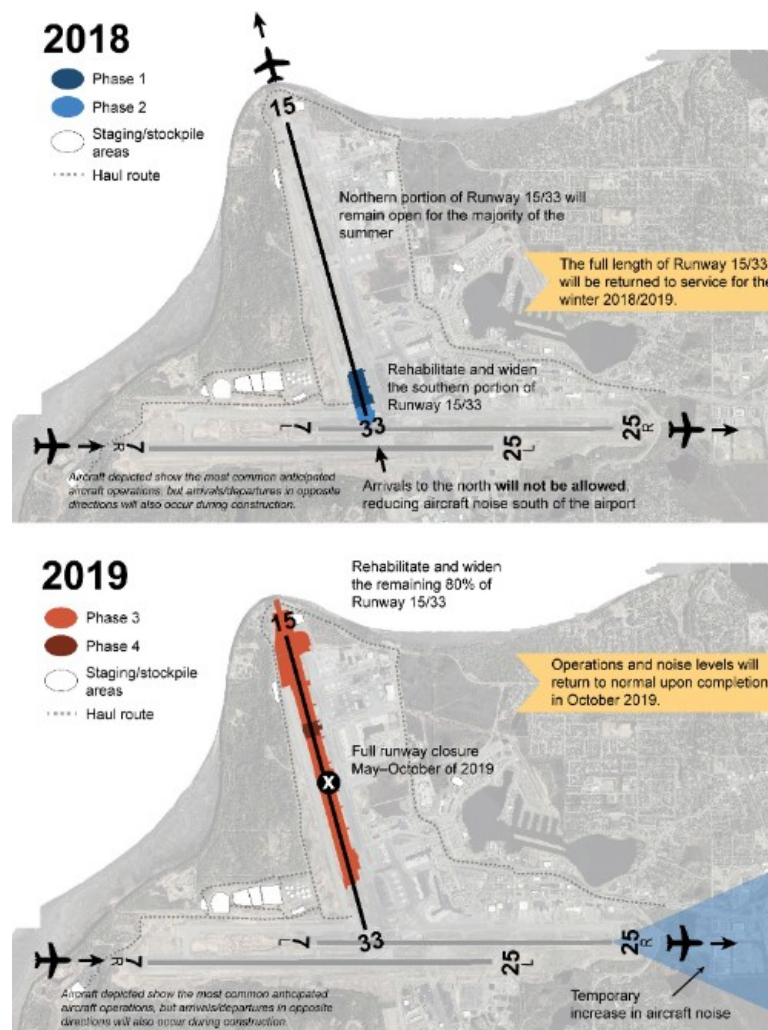 2018
Phase 1
Phase 2
Staging/stockpile
areas
Haul route
15
Northern portion of Runway 15/33 will
remain open for the majority of the
summer
The full length of Runway 15/33
will be returned to service for the
winter 2018/2019.
Rehabilitate and widen
the southern portion of
Runway 15/33
R
7
L
7
33
25
L
25
R
Aircraft depicted show the most common anticipated
aircraft operations, but arrivals/departures in opposite
directions will also occur during construction.
Arrivals to the north will not be allowed,
reducing aircraft noise south of the airport
2019
Phase 3
Phase 4
Staging/stockpile
areas
Haul route
Rehabilitate and widen
the remaining 80% of
Runway 15/33
15
Operations and noise levels will
return to normal upon completion
in October 2019.
Full runway closure
May–October of 2019
X
R
7
L
7
33
25
L
25
R
Aircraft depicted show the most common anticipated
aircraft operations, but arrivals/departures in opposite
directions will also occur during construction.
Temporary
increase in aircraft noise